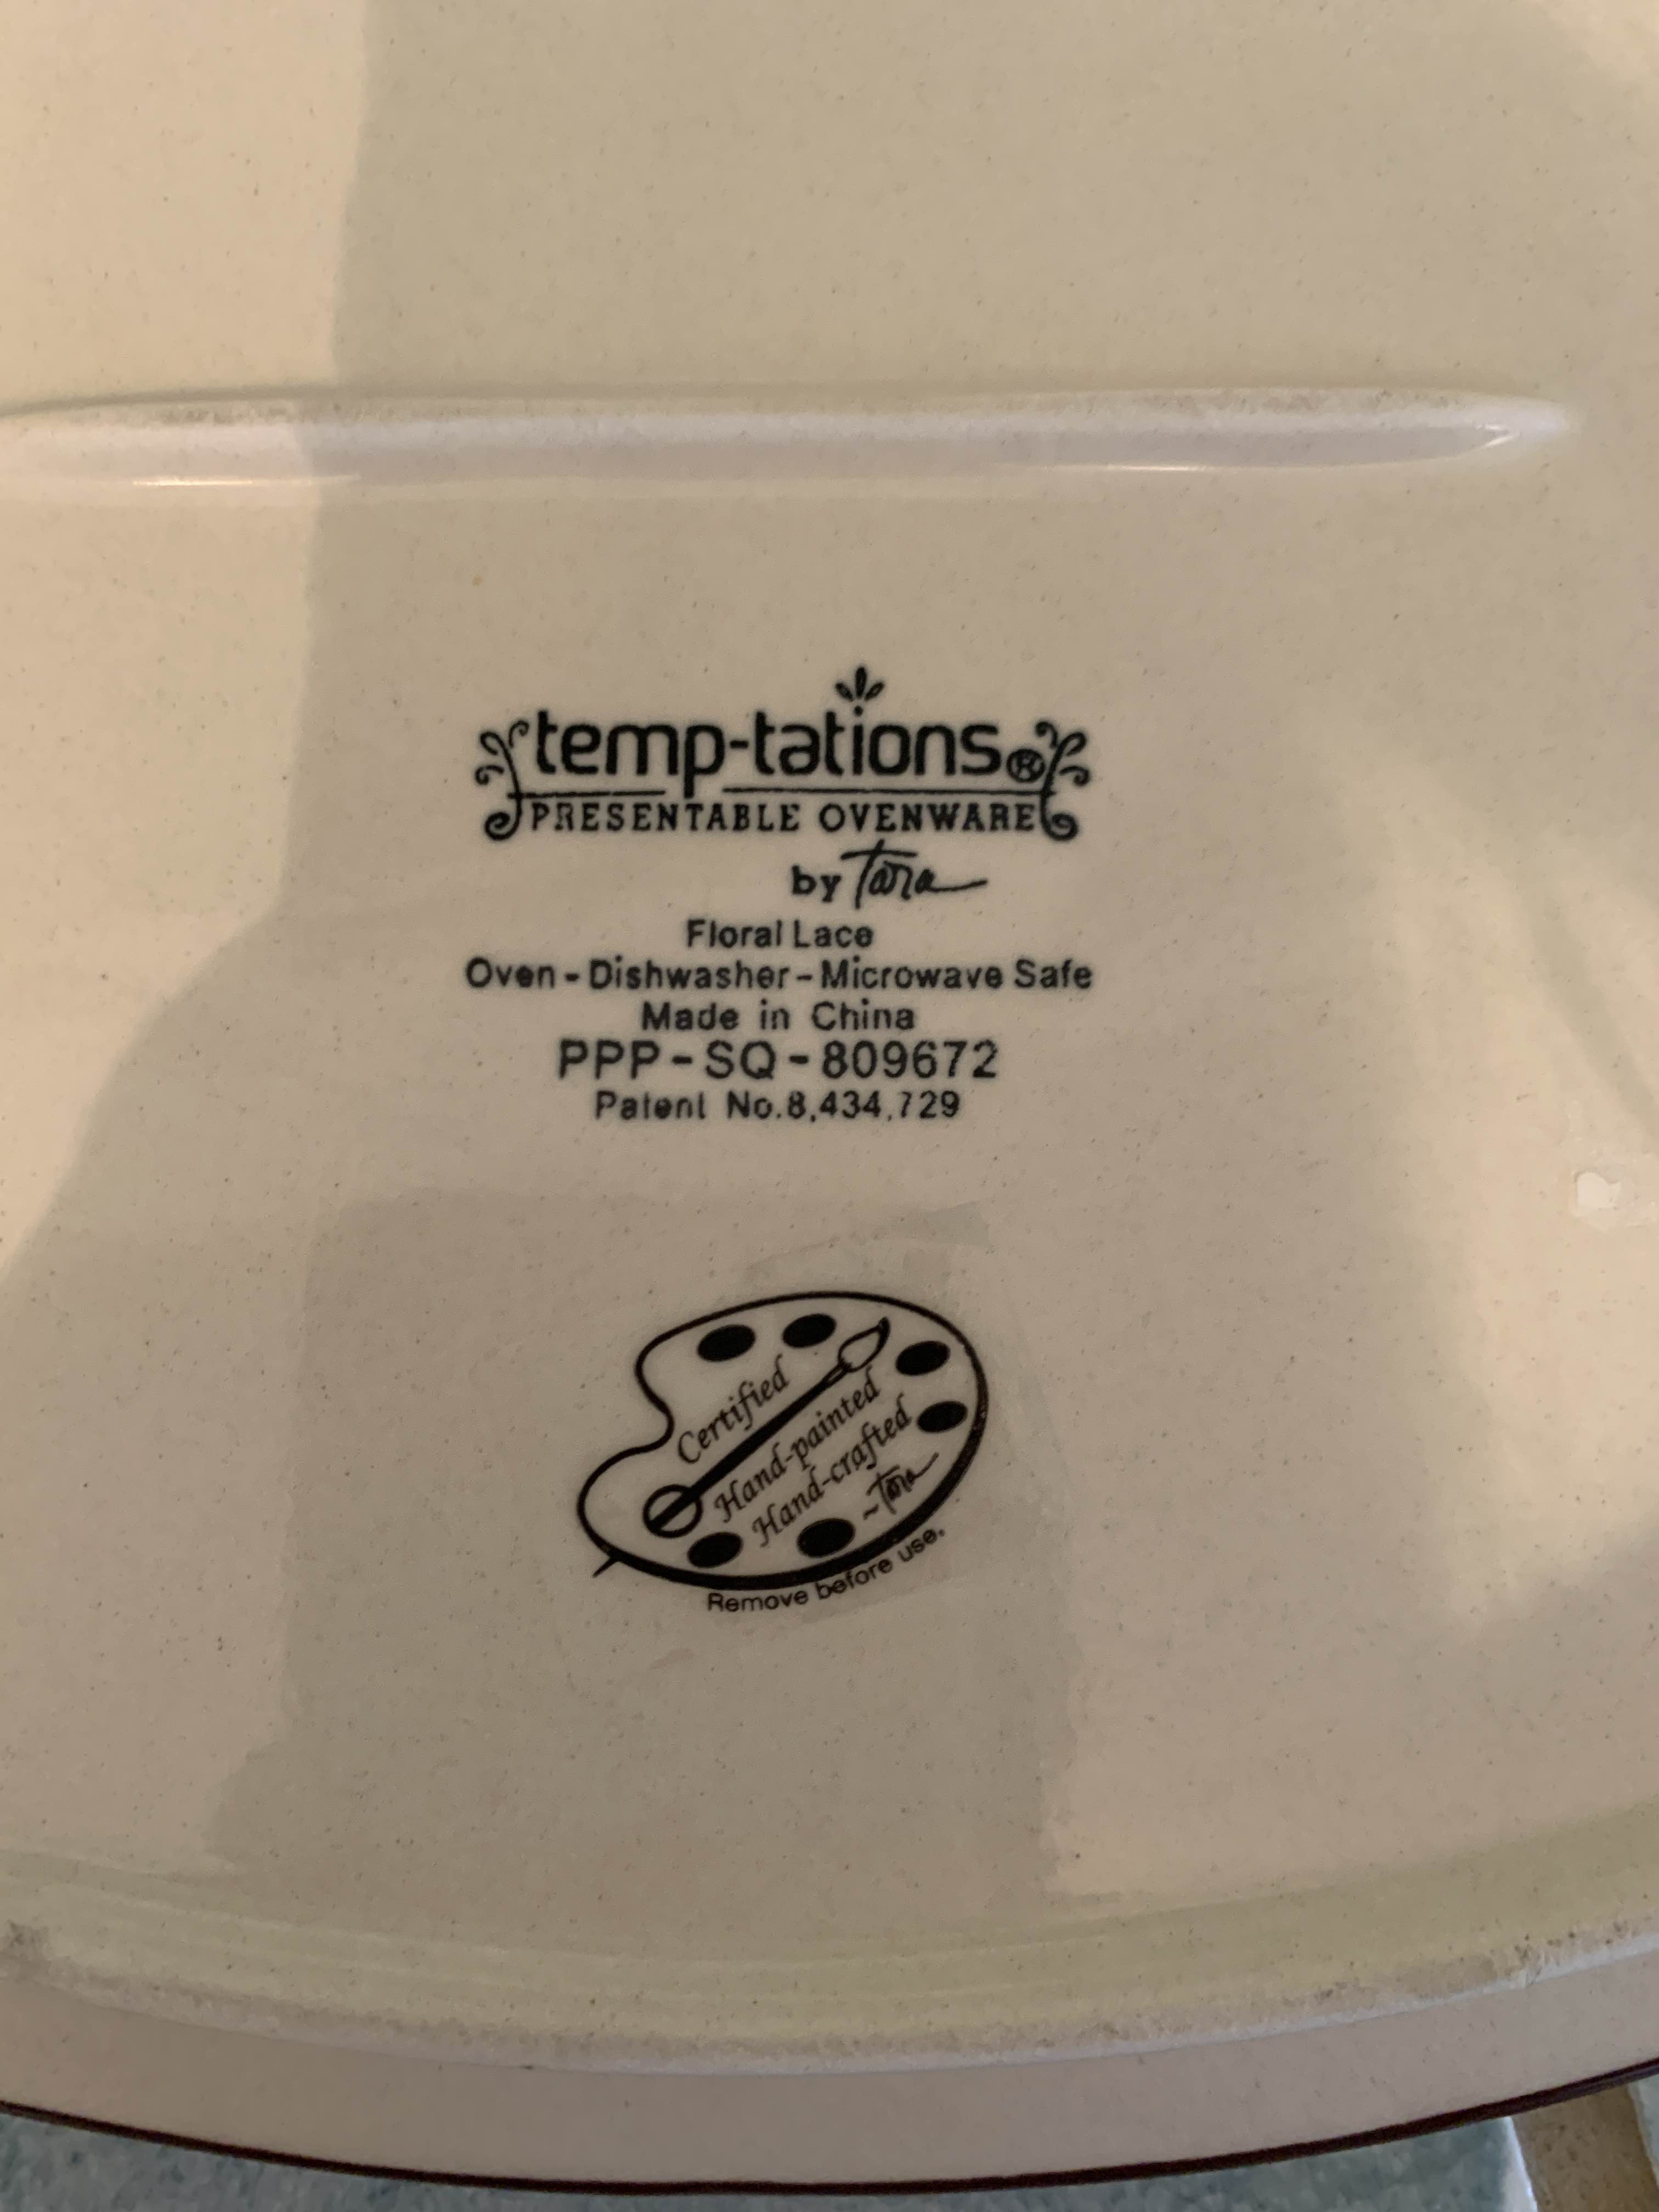 temp-tations®
PRESENTABLE OVENWARE
by Tara
Floral Lace
Oven-Dishwasher-Microwave Safe
Made in China
PPP-SQ-809672
Patent No.8,434,729
Certified
Hand-painted
Hand-crafted
~Tara
Remove before use.